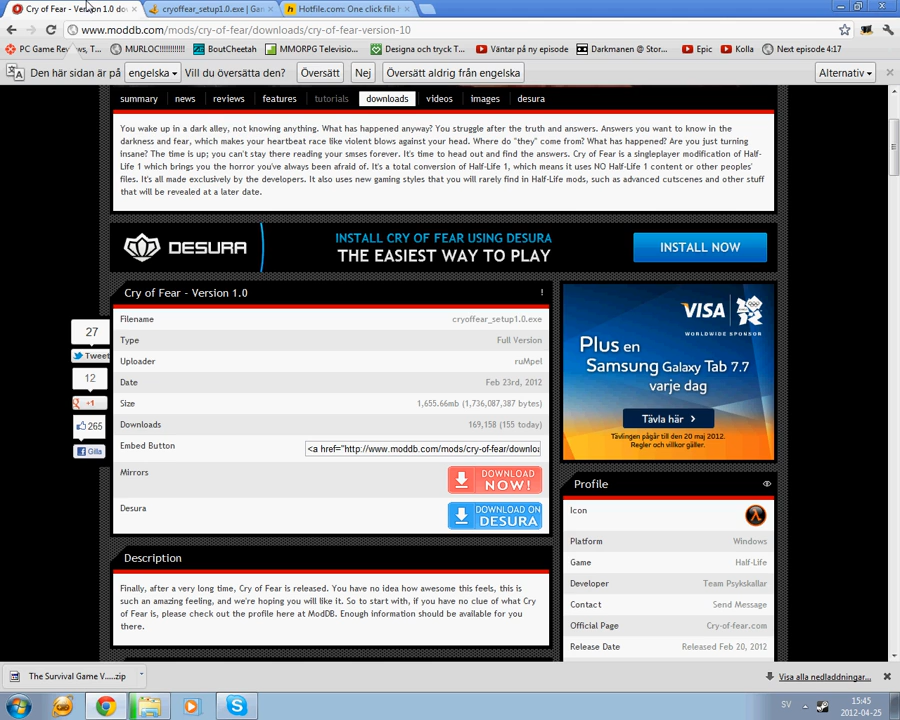 Cry of Fear - Version 1.0 do
cryoffear_setup1.0.exe | Gam
Hotfile.com: One click file h
www.moddb.com/mods/cry-of-fear/downloads/cry-of-fear-version-10
PC Game Reviews, T...
MURLOC!!!!!!!!!!!
BoutCheetah
MMORPG Televisio...
Designa och tryck T...
Väntar på ny episode
Darkmanen @ Stor...
Epic
Kolla
Next episode 4:17
Den här sidan är på engelska Vill du översätta den? Översätt Nej Översätt aldrig från engelska Alternativ
summary news reviews features tutorials downloads videos images desura
You wake up in a dark alley, not knowing anything. What has happened anyway? You struggle after the truth and answers. Answers you want to know in the
darkness and fear, which makes your heartbeat race like violent blows against your head. Where do "they" come from? What has happened? Are you just turning
insane? The time is up; you can't stay there reading your smses forever. It's time to head out and find the answers. Cry of Fear is a singleplayer modification of Half-
Life 1 which brings you the horror you've always been afraid of. It's a total conversion of Half-Life 1, which means it uses NO Half-Life 1 content or other peoples'
files. It's all made exclusively by the developers. It also uses new gaming styles that you will rarely find in Half-Life mods, such as advanced cutscenes and other stuff
that will be revealed at a later date.
DESURA
INSTALL CRY OF FEAR USING DESURA
THE EASIEST WAY TO PLAY
INSTALL NOW
Cry of Fear - Version 1.0 !
Filename cryoffear_setup1.0.exe
Type Full Version
Uploader ruMpel
Date Feb 23rd, 2012
Size 1,655.66mb (1,736,087,387 bytes)
Downloads 169,158 (155 today)
Embed Button <a href="http://www.moddb.com/mods/cry-of-fear/downloa
Mirrors DOWNLOAD NOW!
Desura DOWNLOAD ON DESURA
27
Tweet
12
+1
265
Gilla
VISA
WORLDWIDE SPONSOR
Plus en
Samsung Galaxy Tab 7.7
varje dag
Tävla här
Tävlingen pågår till den 20 maj 2012.
Regler och villkor gäller.
Profile
Icon
Platform Windows
Game Half-Life
Developer Team Psykskallar
Contact Send Message
Official Page Cry-of-fear.com
Release Date Released Feb 20, 2012
Description
Finally, after a very long time, Cry of Fear is released. You have no idea how awesome this feels, this is
such an amazing feeling, and we're hoping you will like it. So to start with, if you have no clue of what Cry
of Fear is, please check out the profile here at ModDB. Enough information should be available for you
there.
The Survival Game V.....zip
Visa alla nedladdningar...
SV
15:45
2012-04-25